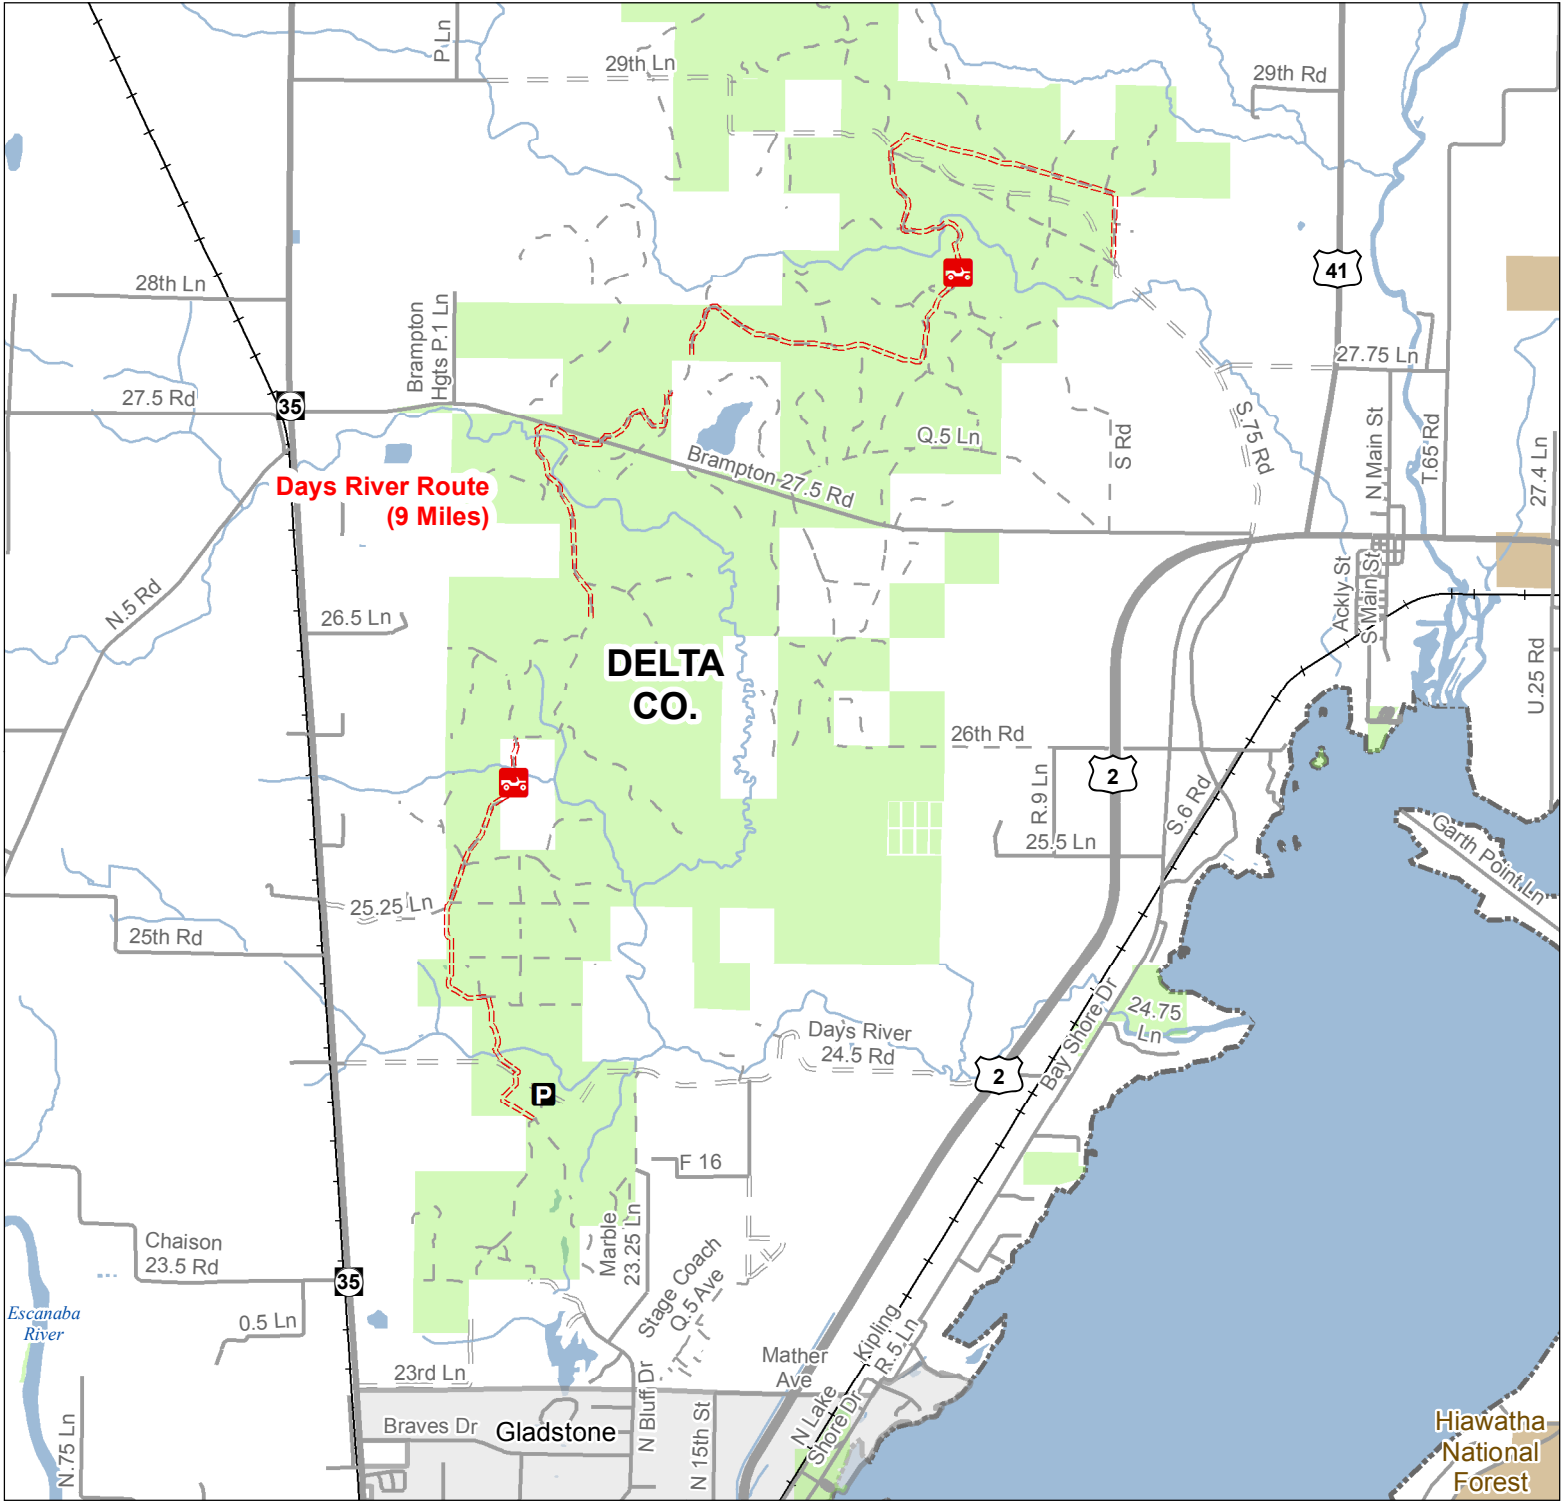 P Ln
29th Ln
29th Rd
28th Ln
Brampton
Hgts P.1 Ln
41
27.75 Ln
27.5 Rd
35
S.75 Rd
N Main St
T.65 Rd
27.4 Ln
Q.5 Ln
S Rd
Brampton 27.5 Rd
Days River Route
(9 Miles)
N.5 Rd
26.5 Ln
Ackly St
S Main St
DELTA
CO.
U.25 Rd
26th Rd
2
R.9 Ln
S.6 Rd
25.5 Ln
Garth Point Ln
25.25 Ln
25th Rd
Days River
24.5 Rd
24.75
Ln
Bay Shore Dr
2
P
F 16
Marble
23.25 Ln
Chaison
23.5 Rd
35
Stage Coach
Q.5 Ave
Escanaba
River
0.5 Ln
Kipling
R.5 Ln
Mather
Ave
23rd Ln
N Bluff Dr
N 15th St
N Lake
Shore Dr
Braves Dr
Gladstone
N.75 Ln
Hiawatha
National
Forest